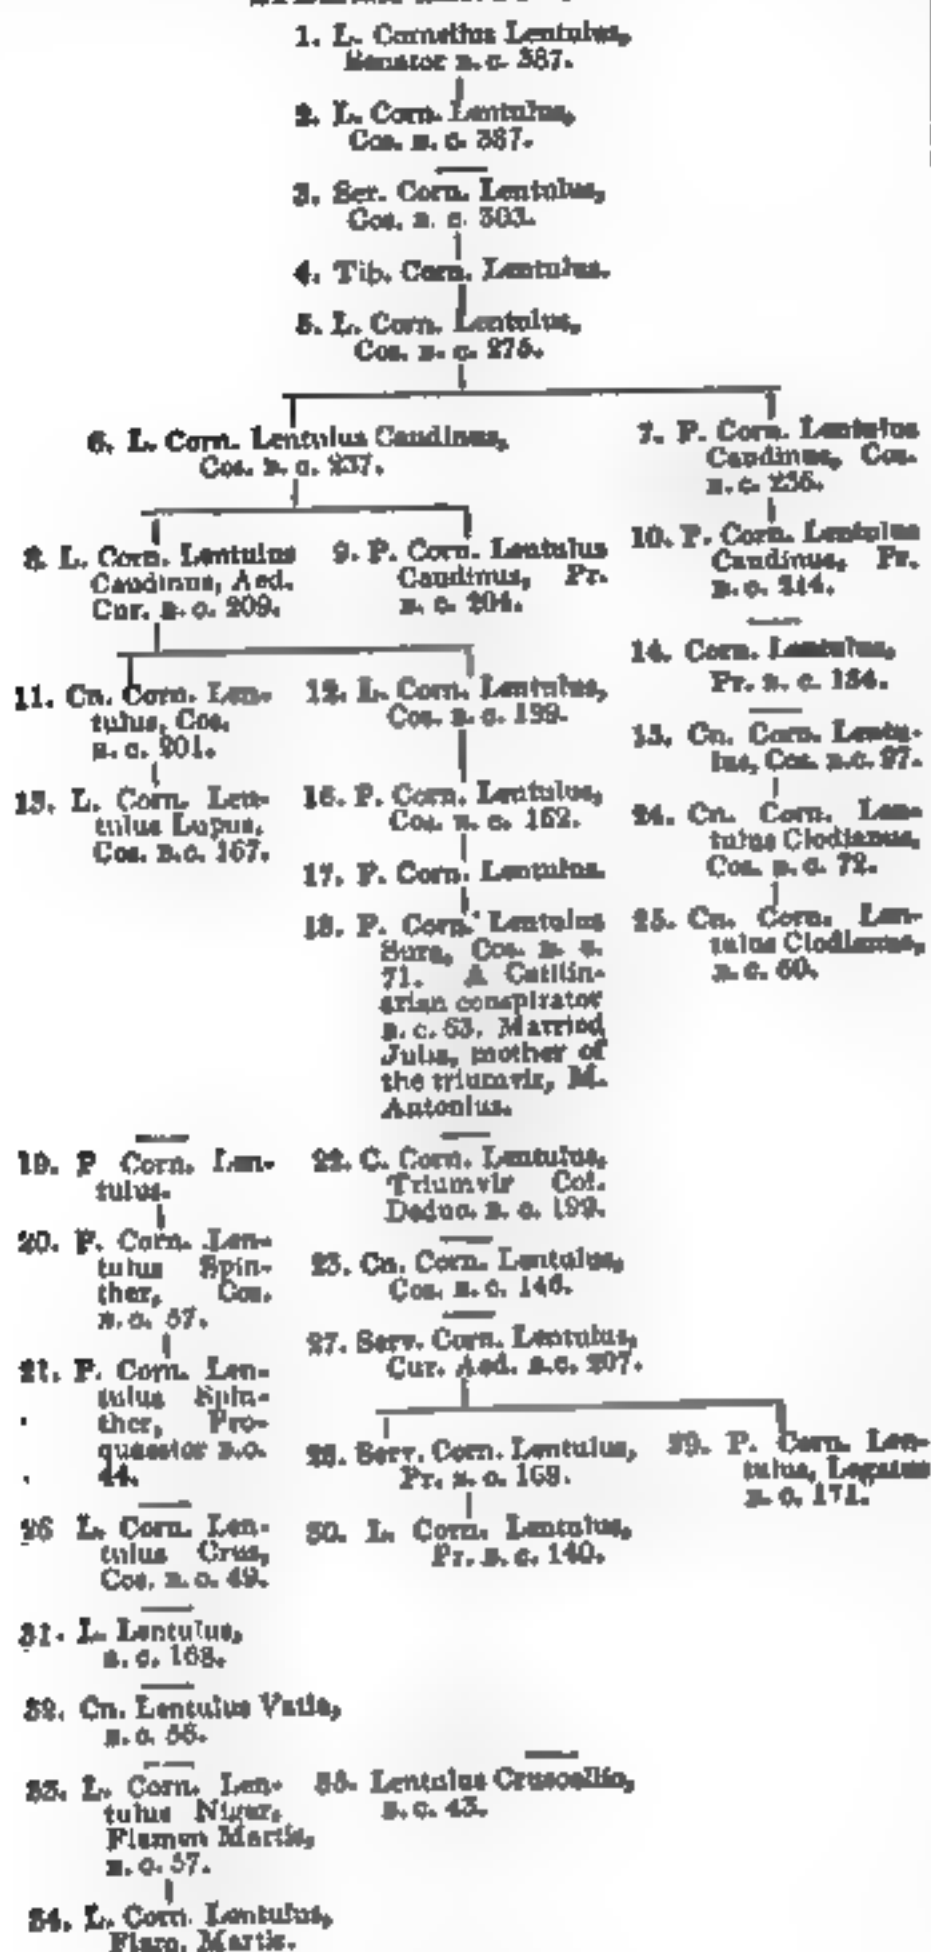 1. L. Cornelius Lentulus,
Senator B. C. 387.
2. L. Corn. Lentulus,
Cos. B. C. 387.
3. Ser. Corn. Lentulus,
Cos. B. C. 303.
4. Tib. Corn. Lentulus.
5. L. Corn. Lentulus,
Cos. B. C. 275.
6. L. Corn. Lentulus Caudinus,
Cos. B. C. 237.
7. P. Corn. Lentulus
Caudinus, Cos.
B. C. 236.
8. L. Corn. Lentulus
Caudinus, Aed.
Cur. B. C. 209.
9. P. Corn. Lentulus
Caudinus, Pr.
B. C. 204.
10. P. Corn. Lentulus
Caudinus, Pr.
B. C. 214.
11. Cn. Corn. Len-
tulus, Cos.
B. C. 201.
12. L. Corn. Lentulus,
Cos. B. C. 199.
14. Corn. Lentulus,
Pr. B. C. 134.
13. Cn. Corn. Lentu-
lus, Cos. B.C. 97.
15. L. Corn. Len-
tulus Lupus,
Cos. B.C. 157.
16. P. Corn. Lentulus,
Cos. B. C. 162.
24. Cn. Corn. Len-
tulus Clodianus,
Cos. B. C. 72.
17. P. Corn. Lentulus.
18. P. Corn. Lentulus
Sura, Cos. B. C.
71. A Catilin-
arian conspirator
B. C. 63. Married
Julia, mother of
the triumvir, M.
Antonius.
25. Cn. Corn. Len-
tulus Clodianus,
B. C. 60.
19. P Corn. Len-
tulus.
20. P. Corn. Len-
tulus Spin-
ther, Cos.
B. C. 57.
21. P. Corn. Len-
tulus Spin-
ther, Pro-
quaestor B.C.
44.
26 L. Corn. Len-
tulus Crus,
Cos. B. C. 49.
31. L. Lentulus,
B. C. 168.
32. Cn. Lentulus Vatia,
B. C. 56.
33. L. Corn. Len-
tulus Niger,
Flamen Martis,
B. C. 57.
34. L. Corn. Lentulus,
Flam. Martis.
22. C. Corn. Lentulus,
Triumvir Col.
Deduc. B. C. 199.
23. Cn. Corn. Lentulus,
Cos. B. C. 146.
27. Serv. Corn. Lentulus,
Cur. Aed. B.C. 207.
28. Serv. Corn. Lentulus,
Pr. B. C. 169.
29. P. Corn. Len-
tulus, Legatus
B. C. 171.
30. L. Corn. Lentulus,
Pr. B. C. 140.
35. Lentulus Cruscellio,
B. C. 43.